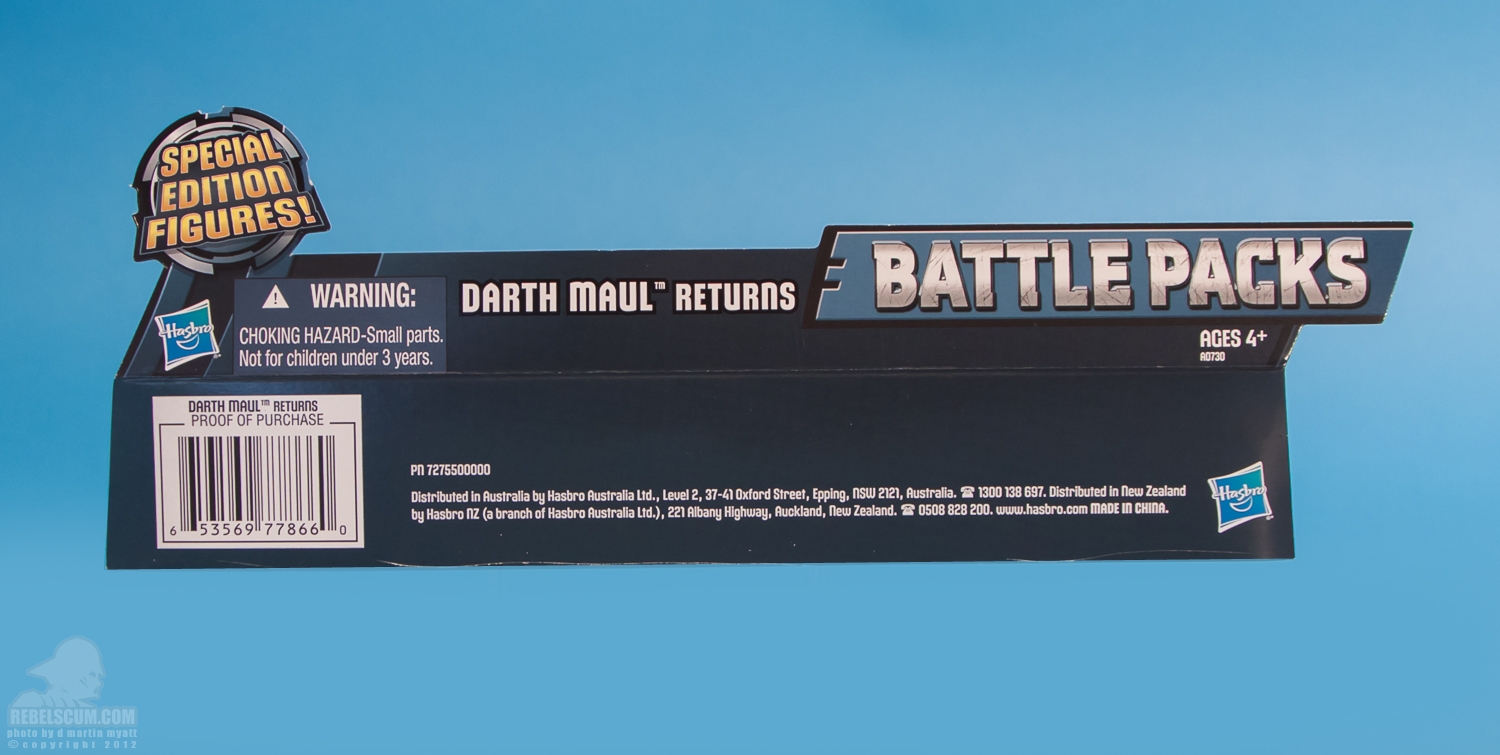 SPECIAL
EDITION
FIGURES!
Hasbro
WARNING:
CHOKING HAZARD-Small parts.
Not for children under 3 years.
DARTH MAUL™ RETURNS
BATTLE PACKS
AGES 4+
A0730
DARTH MAUL™ RETURNS
PROOF OF PURCHASE
6 53569 77866 0
PN 7275500000
Distributed in Australia by Hasbro Australia Ltd., Level 2, 37-41 Oxford Street, Epping, NSW 2121, Australia. ☎ 1300 138 697. Distributed in New Zealand
by Hasbro NZ (a branch of Hasbro Australia Ltd.), 221 Albany Highway, Auckland, New Zealand. ☎ 0508 828 200. www.hasbro.com MADE IN CHINA.
Hasbro
REBELSCUM.COM
photo by d martin myatt
© copyright 2012